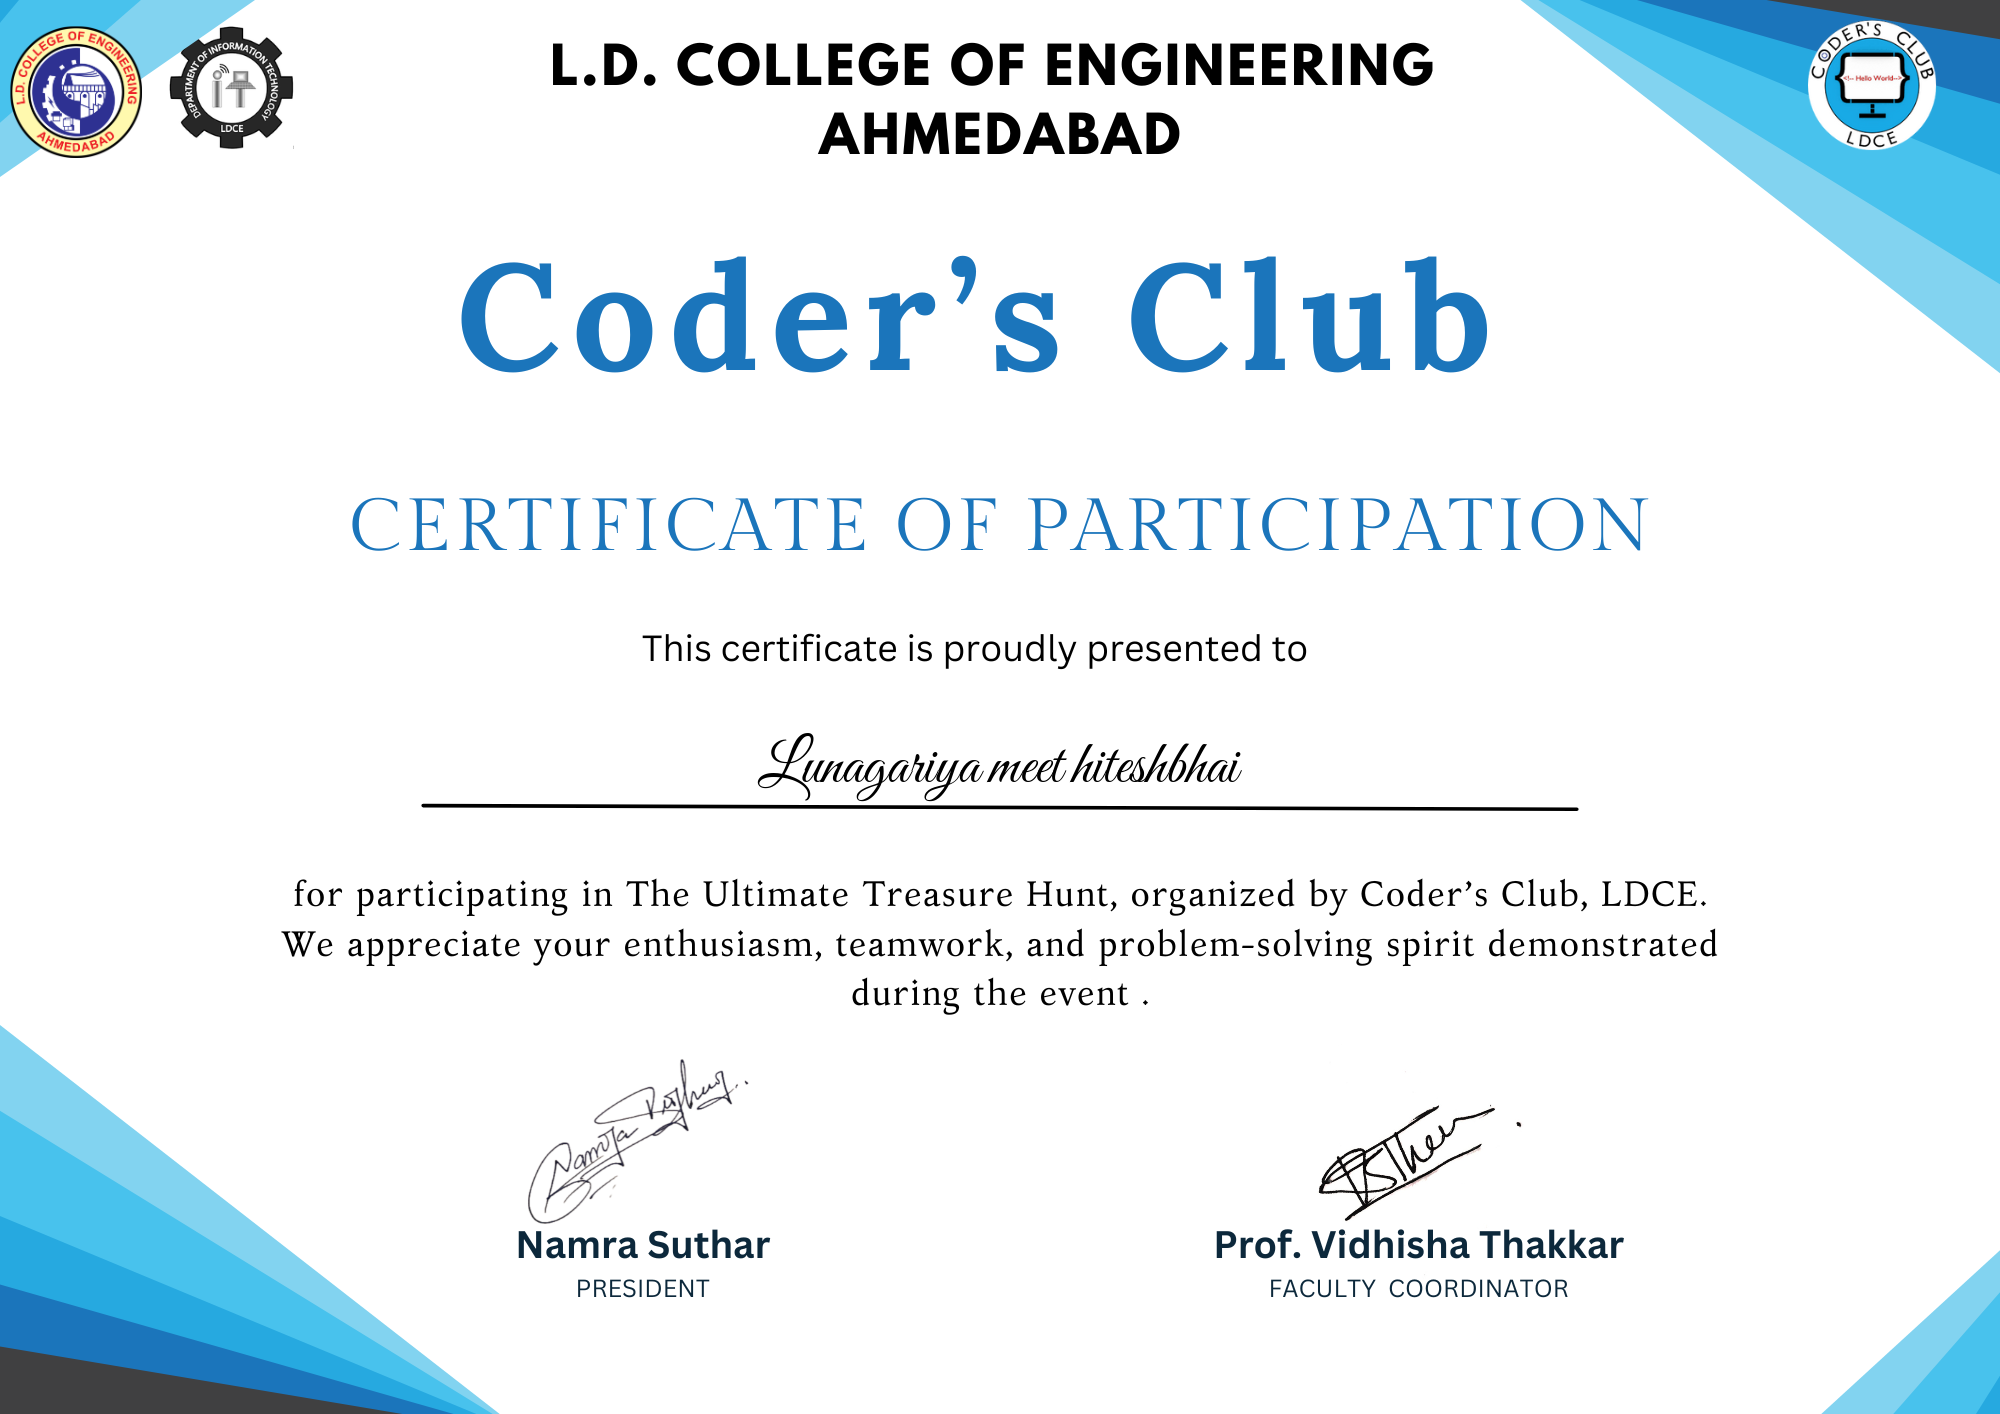 L.D. COLLEGE OF ENGINEERING
AHMEDABAD
L.D. COLLEGE OF ENGINEERING
AHMEDABAD
DEPARTMENT OF INFORMATION TECHNOLOGY
LDCE
CODER'S CLUB
<!-- Hello World-->
LDCE
Coder’s Club
CERTIFICATE OF PARTICIPATION
This certificate is proudly presented to
Lunagariya meet hiteshbhai
for participating in The Ultimate Treasure Hunt, organized by Coder’s Club, LDCE.
We appreciate your enthusiasm, teamwork, and problem-solving spirit demonstrated
during the event .
Namra Suthar
PRESIDENT
Prof. Vidhisha Thakkar
FACULTY COORDINATOR